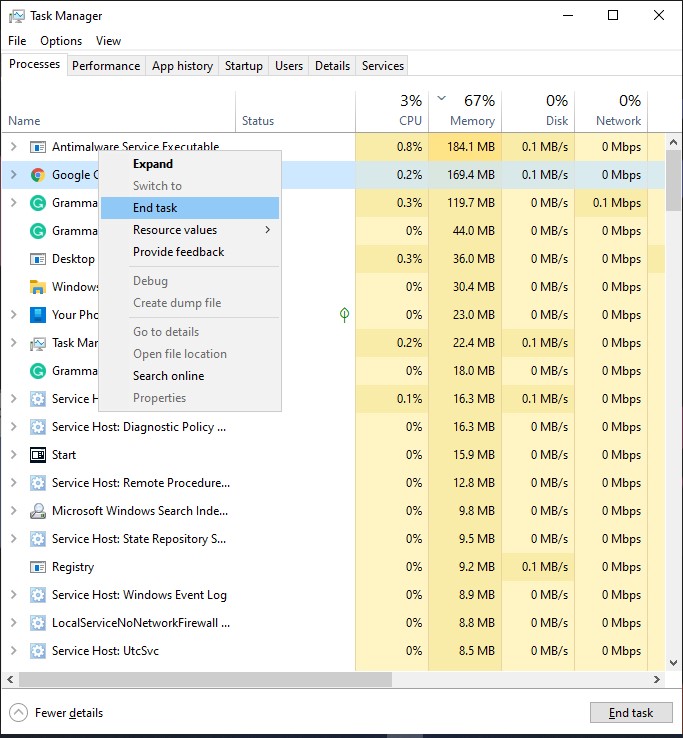 Task Manager
File Options View
Processes Performance App history Startup Users Details Services
3% 67% 0% 0%
Name Status CPU Memory Disk Network
Antimalware Service Executable 0.8% 184.1 MB 0.1 MB/s 0 Mbps
Google 0.2% 169.4 MB 0.1 MB/s 0 Mbps
Gramma 0.3% 119.7 MB 0 MB/s 0.1 Mbps
Gramma 0% 44.0 MB 0 MB/s 0 Mbps
Desktop 0.3% 36.0 MB 0 MB/s 0 Mbps
Windows 0% 30.4 MB 0 MB/s 0 Mbps
Your Pho 0% 23.0 MB 0 MB/s 0 Mbps
Task Man 0.2% 22.4 MB 0.1 MB/s 0 Mbps
Gramma 0% 18.0 MB 0 MB/s 0 Mbps
Service H 0.1% 16.3 MB 0.1 MB/s 0 Mbps
Service Host: Diagnostic Policy ... 0% 16.3 MB 0 MB/s 0 Mbps
Start 0% 15.9 MB 0 MB/s 0 Mbps
Service Host: Remote Procedure... 0% 12.8 MB 0 MB/s 0 Mbps
Microsoft Windows Search Inde... 0% 9.8 MB 0 MB/s 0 Mbps
Service Host: State Repository S... 0% 9.5 MB 0 MB/s 0 Mbps
Registry 0% 9.2 MB 0.1 MB/s 0 Mbps
Service Host: Windows Event Log 0% 8.9 MB 0 MB/s 0 Mbps
LocalServiceNoNetworkFirewall ... 0% 8.8 MB 0 MB/s 0 Mbps
Service Host: UtcSvc 0% 8.5 MB 0 MB/s 0 Mbps
Expand
Switch to
End task
Resource values
Provide feedback
Debug
Create dump file
Go to details
Open file location
Search online
Properties
Fewer details End task